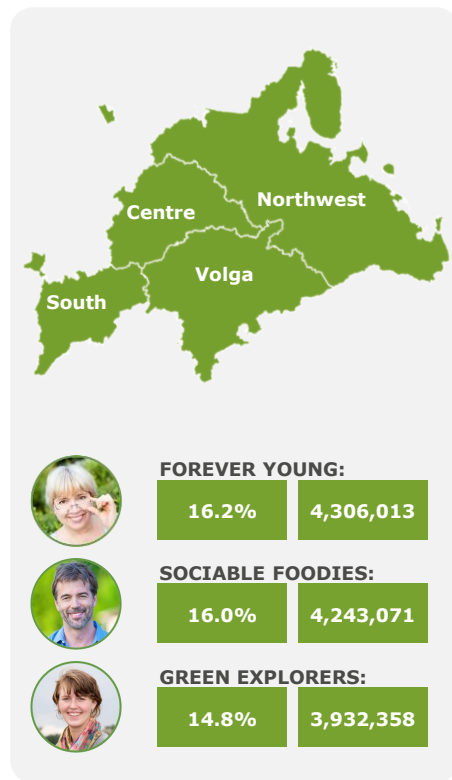 Northwest
Centre
Volga
South
FOREVER YOUNG:
16.2% 4,306,013
SOCIABLE FOODIES:
16.0% 4,243,071
GREEN EXPLORERS:
14.8% 3,932,358